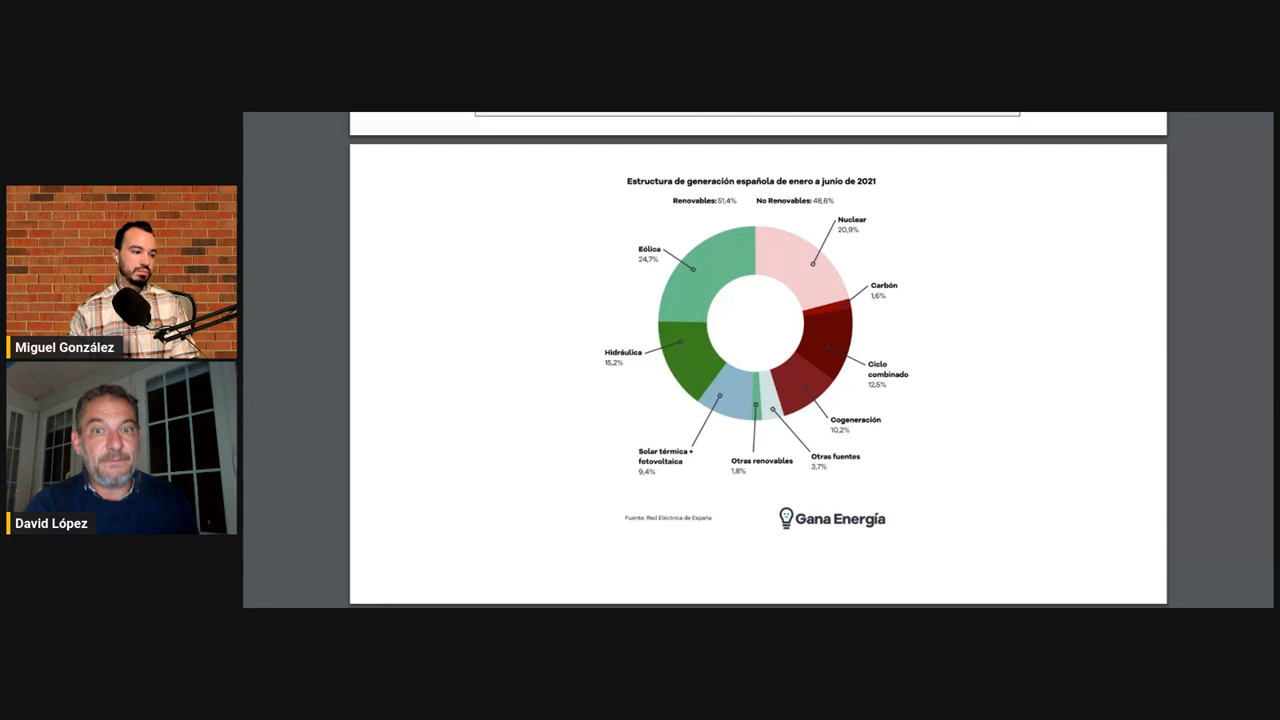 Miguel González
David López
Estructura de generación española de enero a junio de 2021
Renovables: 51,4% No Renovables: 48,6%
Nuclear
20,9%
Eólica
24,7%
Carbón
1,6%
Hidráulica
15,2%
Ciclo
combinado
12,5%
Cogeneración
10,2%
Solar térmica +
fotovoltaica
9,4%
Otras renovables
1,8%
Otras fuentes
3,7%
Fuente: Red Eléctrica de España
Gana Energía